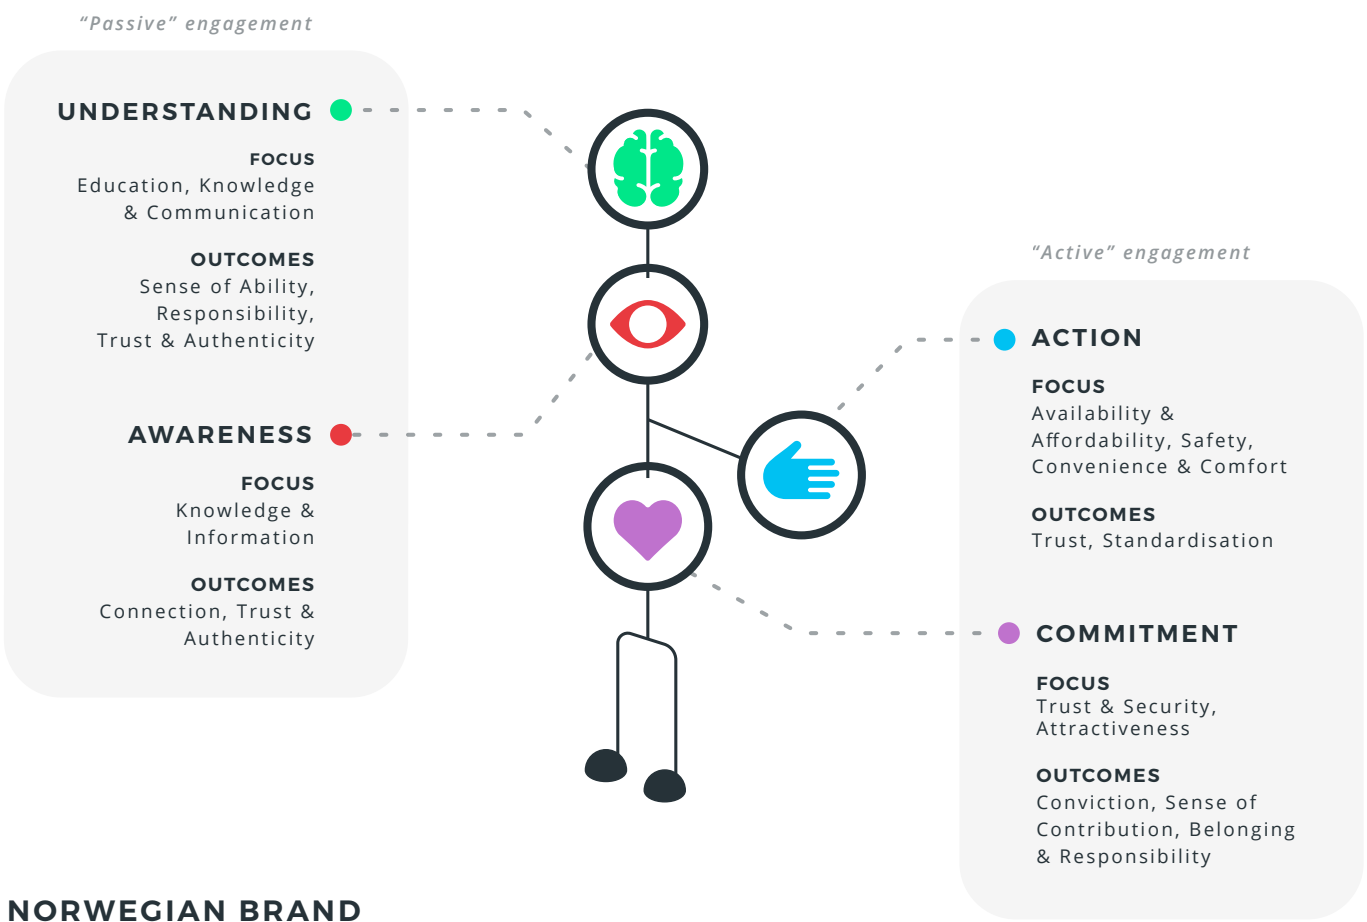 “Passive” engagement
UNDERSTANDING
FOCUS
Education, Knowledge
& Communication
OUTCOMES
Sense of Ability,
Responsibility,
Trust & Authenticity
AWARENESS
FOCUS
Knowledge &
Information
OUTCOMES
Connection, Trust &
Authenticity
“Active” engagement
ACTION
FOCUS
Availability &
Affordability, Safety,
Convenience & Comfort
OUTCOMES
Trust, Standardisation
COMMITMENT
FOCUS
Trust & Security,
Attractiveness
OUTCOMES
Conviction, Sense of
Contribution, Belonging
& Responsibility
NORWEGIAN BRAND